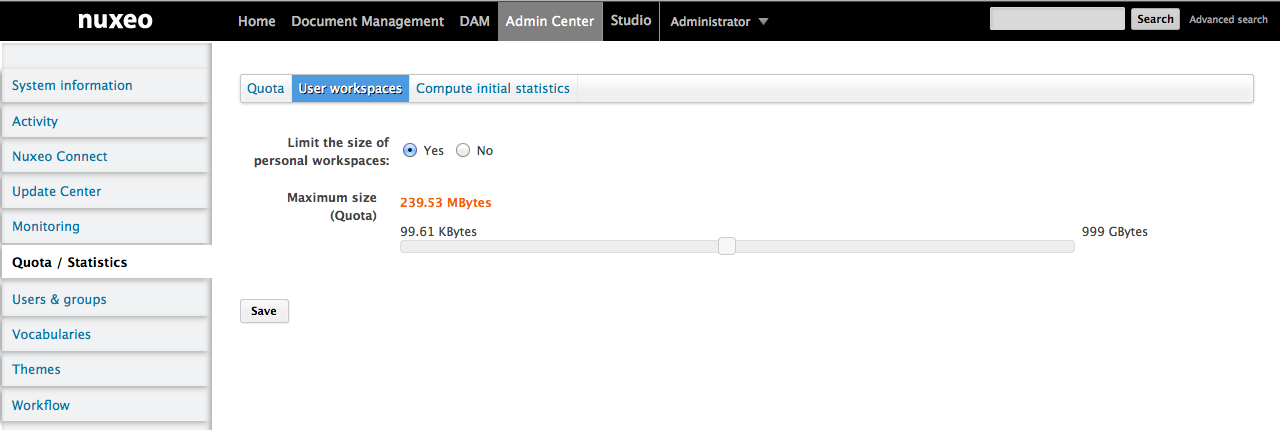 nuxeo Home Document Management DAM Admin Center Studio Administrator Search Advanced search
System information
Activity
Nuxeo Connect
Update Center
Monitoring
Quota / Statistics
Users & groups
Vocabularies
Themes
Workflow
Quota User workspaces Compute initial statistics
Limit the size of
personal workspaces:
Yes No
Maximum size
(Quota)
239.53 MBytes
99.61 KBytes 999 GBytes
Save